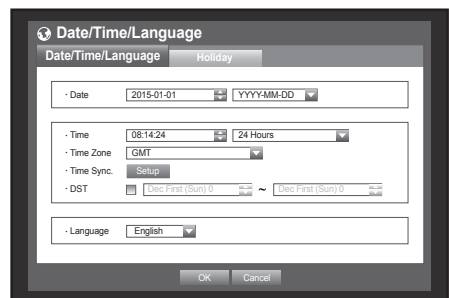 Date/Time/Language
Date/Time/Language Holiday
· Date 2015-01-01 YYYY-MM-DD
· Time 08:14:24 24 Hours
· Time Zone GMT
· Time Sync. Setup
· DST Dec First (Sun) 0 ~ Dec First (Sun) 0
· Language English
OK Cancel